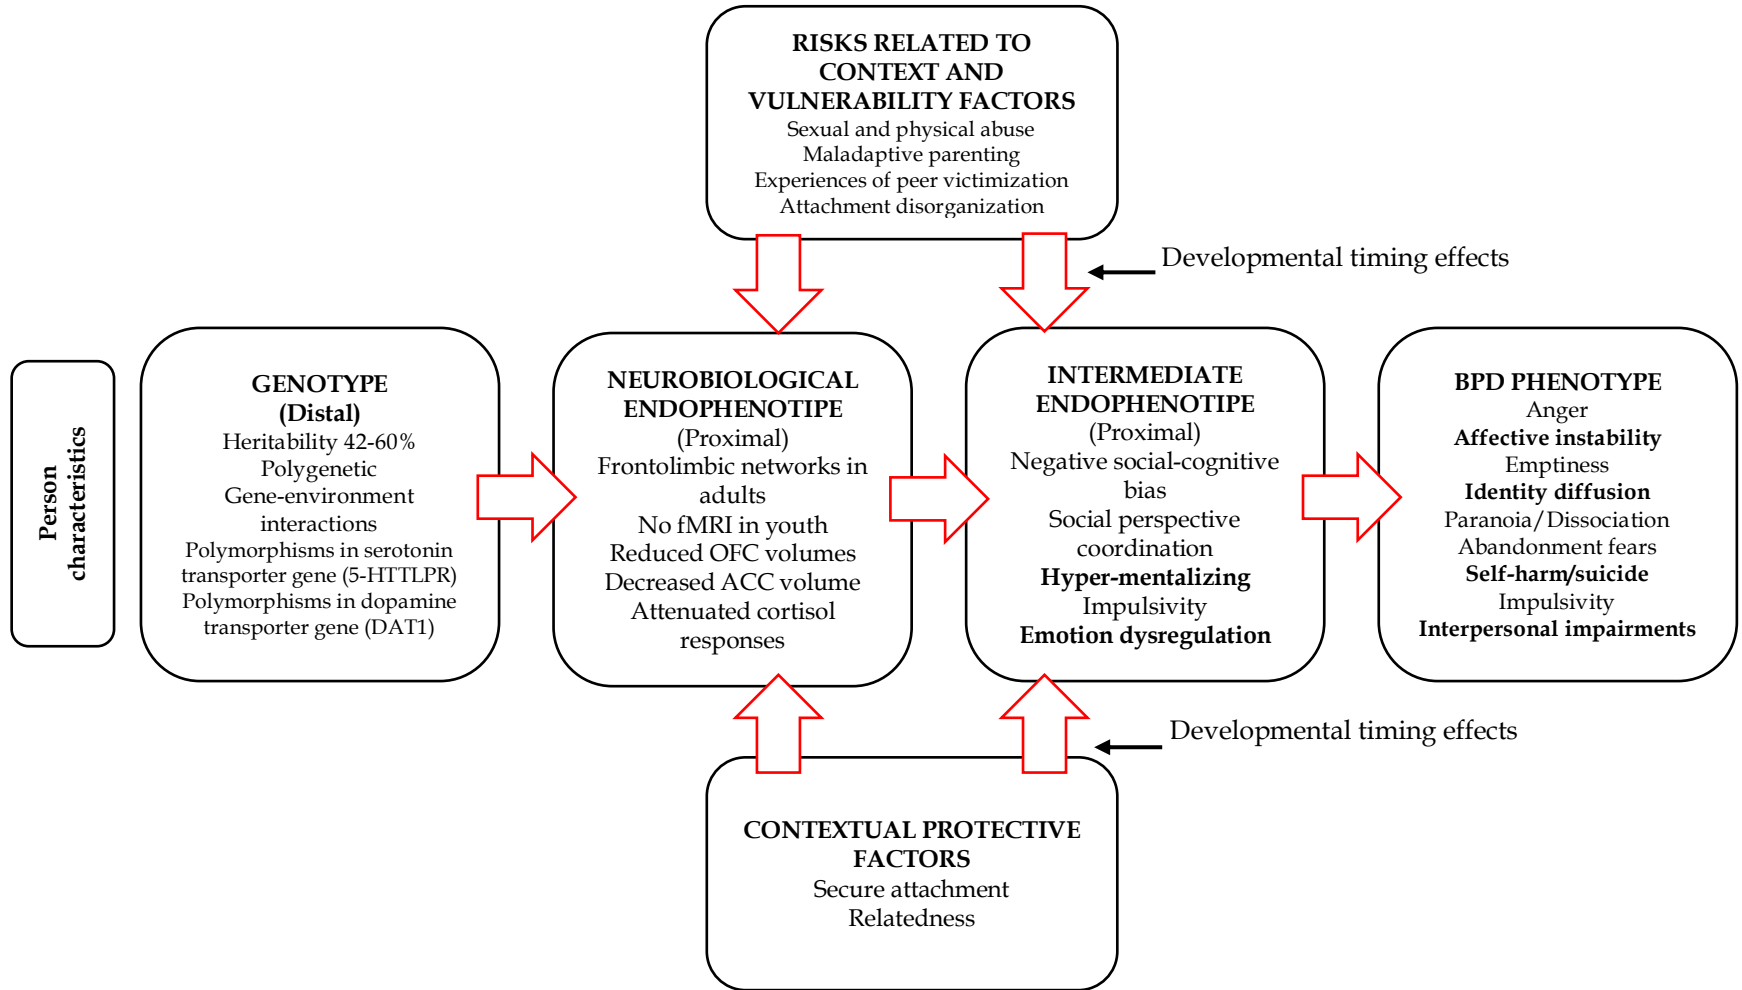 RISKS RELATED TO
CONTEXT AND
VULNERABILITY FACTORS
Sexual and physical abuse
Maladaptive parenting
Experiences of peer victimization
Attachment disorganization
Developmental timing effects
Person
characteristics
GENOTYPE
(Distal)
Heritability 42-60%
Polygenetic
Gene-environment
interactions
Polymorphisms in serotonin
transporter gene (5-HTTLPR)
Polymorphisms in dopamine
transporter gene (DAT1)
NEUROBIOLOGICAL
ENDOPHENOTIPE
(Proximal)
Frontolimbic networks in
adults
No fMRI in youth
Reduced OFC volumes
Decreased ACC volume
Attenuated cortisol
responses
INTERMEDIATE
ENDOPHENOTIPE
(Proximal)
Negative social-cognitive
bias
Social perspective
coordination
Hyper-mentalizing
Impulsivity
Emotion dysregulation
BPD PHENOTYPE
Anger
Affective instability
Emptiness
Identity diffusion
Paranoia/Dissociation
Abandonment fears
Self-harm/suicide
Impulsivity
Interpersonal impairments
Developmental timing effects
CONTEXTUAL PROTECTIVE
FACTORS
Secure attachment
Relatedness